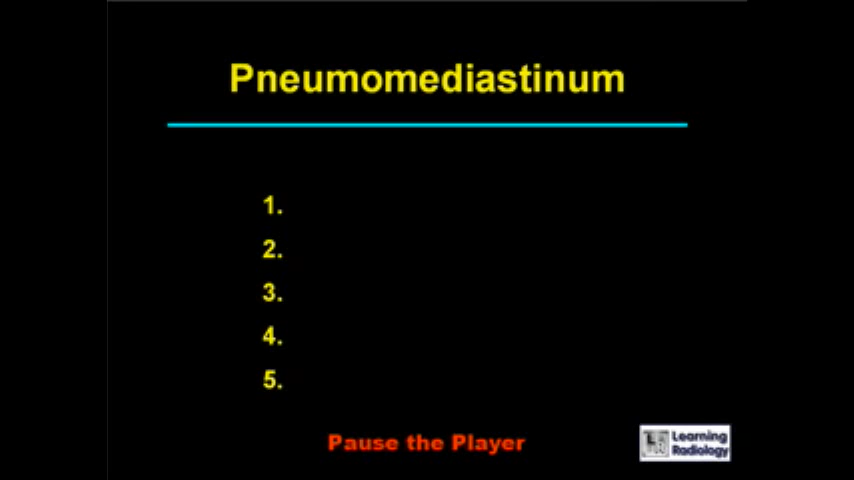 Pneumomediastinum
1.
2.
3.
4.
5.
Pause the Player
Learning
Radiology